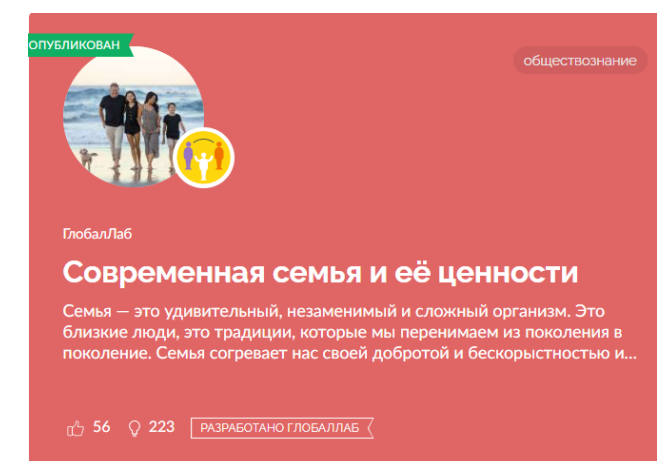 ОПУБЛИКОВАН
обществознание
ГлобалЛаб
Современная семья и её ценности
Семья — это удивительный, незаменимый и сложный организм. Это
близкие люди, это традиции, которые мы перенимаем из поколения в
поколение. Семья согревает нас своей добротой и бескорыстностью и...
56 223 РАЗРАБОТАНО ГЛОБАЛЛАБ